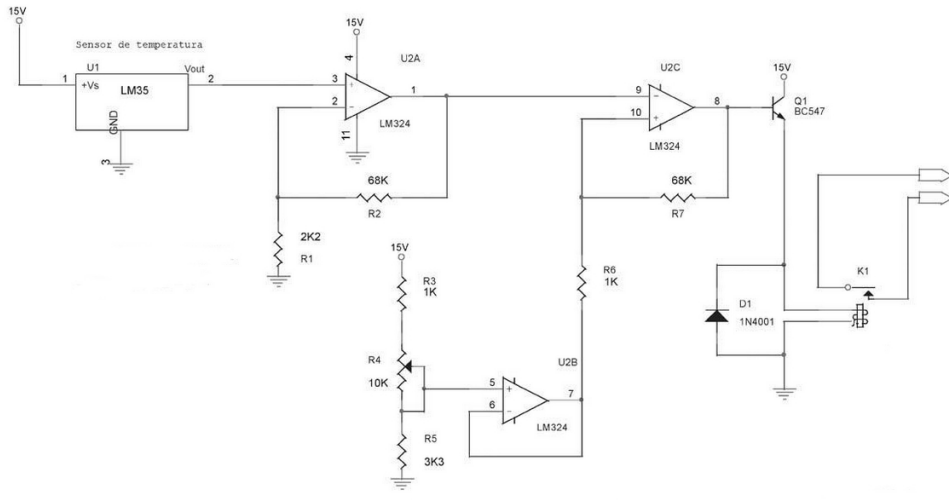 15V
Sensor de temperatura
U1
Vout
1
+Vs
LM35
2
GND
3
15V
4
U2A
3
+
2
-
1
11
LM324
68K
R2
2K2
R1
U2C
9
-
10
+
8
LM324
68K
R7
15V
Q1
BC547
R6
1K
15V
R3
1K
R4
10K
R5
3K3
U2B
5
+
6
-
7
LM324
D1
1N4001
K1